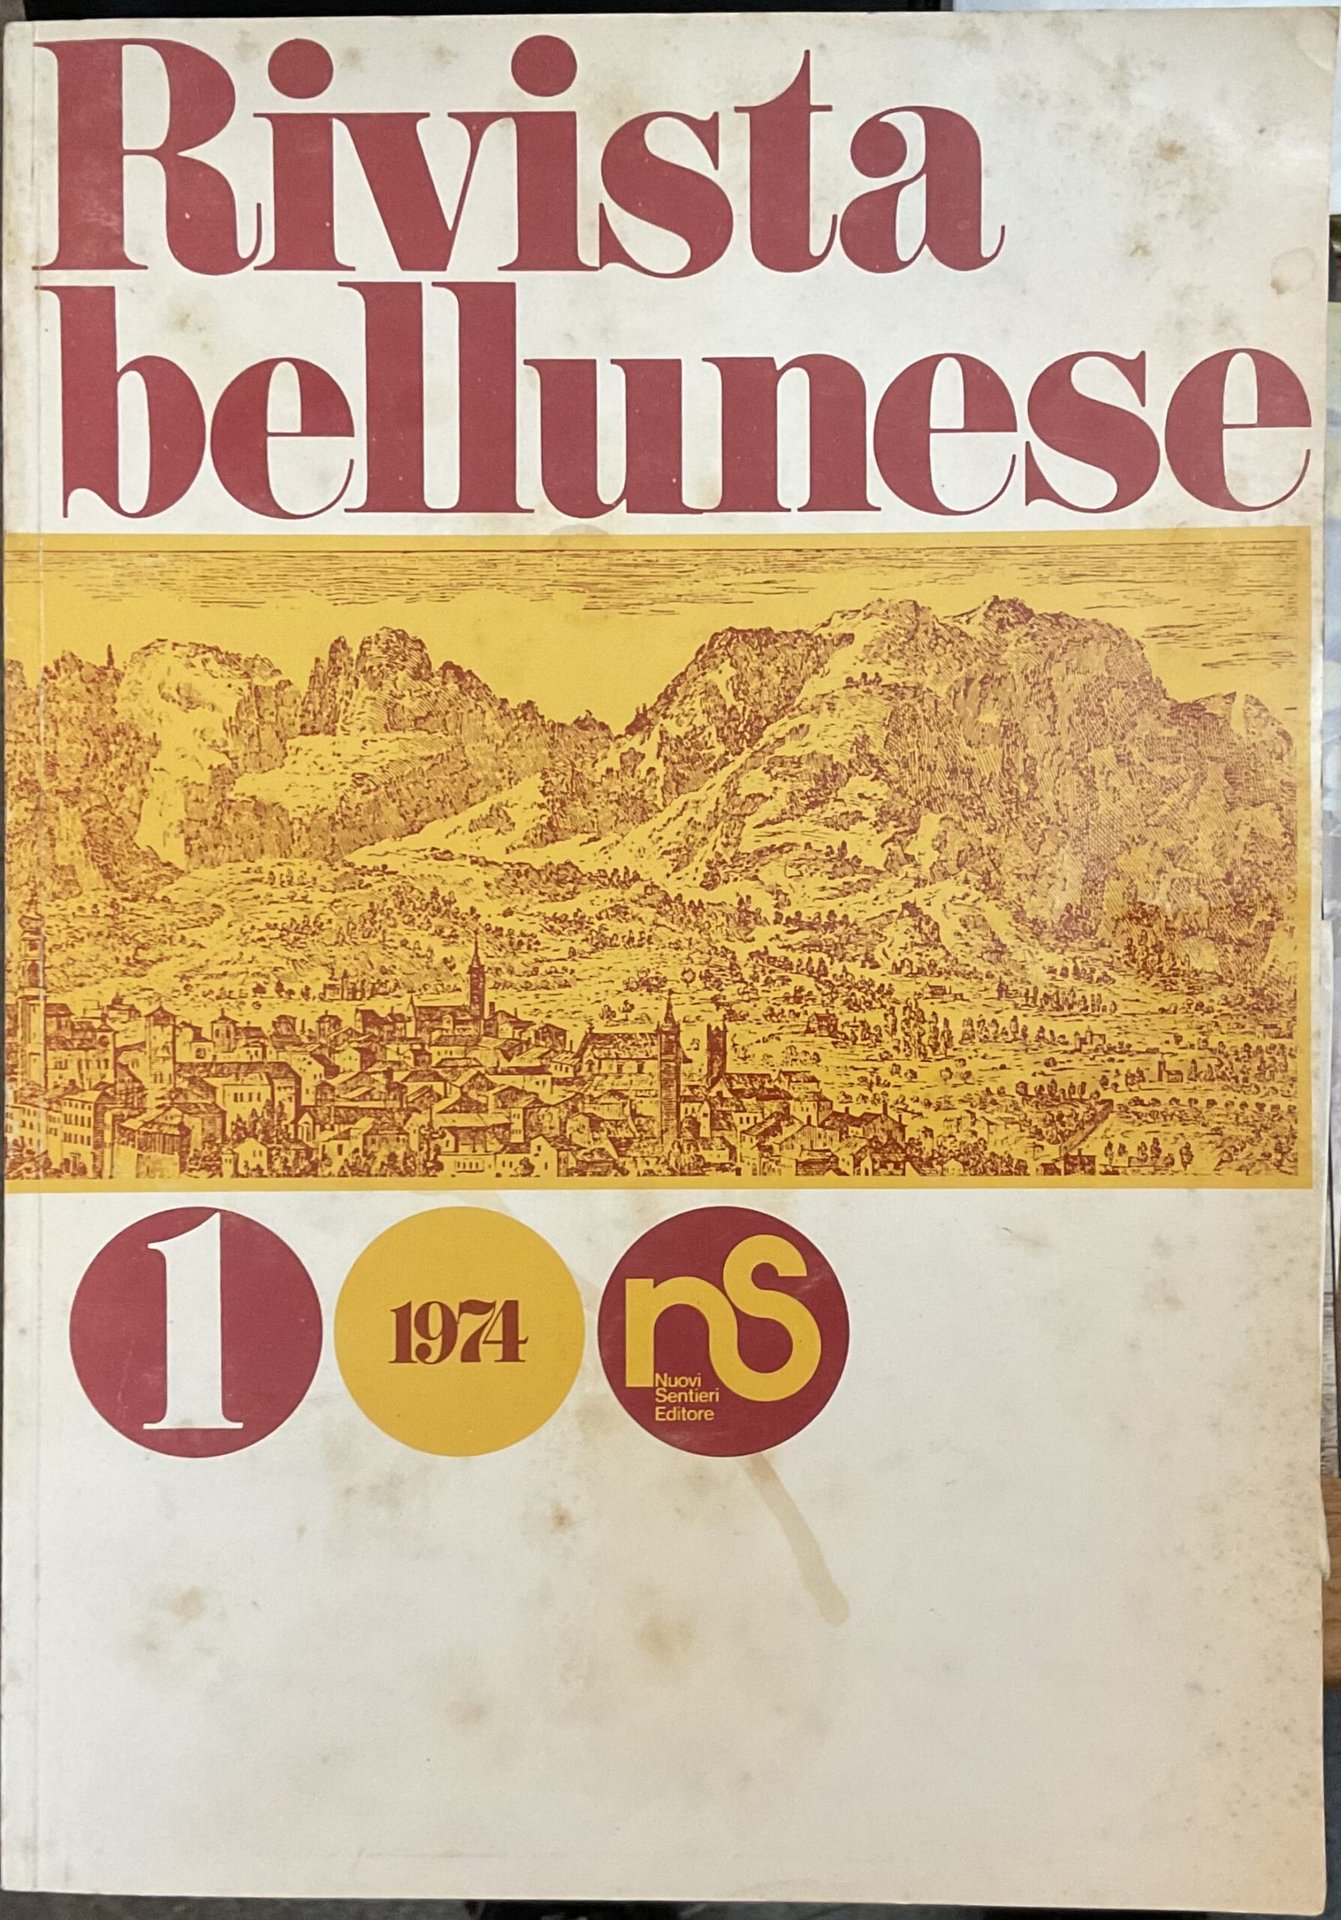 Rivista
bellunese
1
1974
ns
Nuovi
Sentieri
Editore